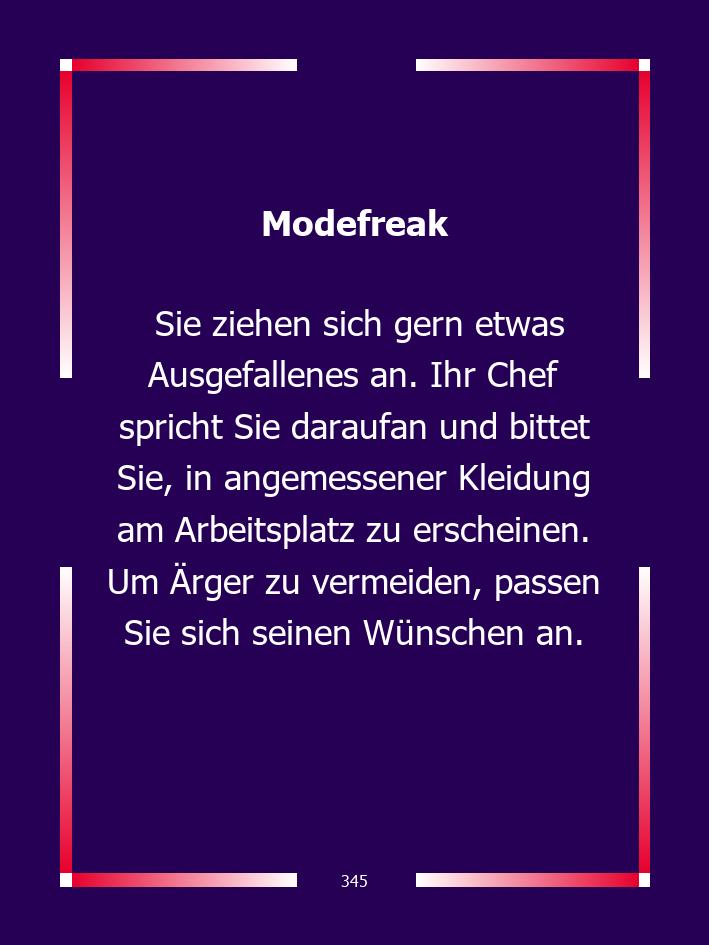 Modefreak
Sie ziehen sich gern etwas
Ausgefallenes an. Ihr Chef
spricht Sie daraufan und bittet
Sie, in angemessener Kleidung
am Arbeitsplatz zu erscheinen.
Um Ärger zu vermeiden, passen
Sie sich seinen Wünschen an.
345